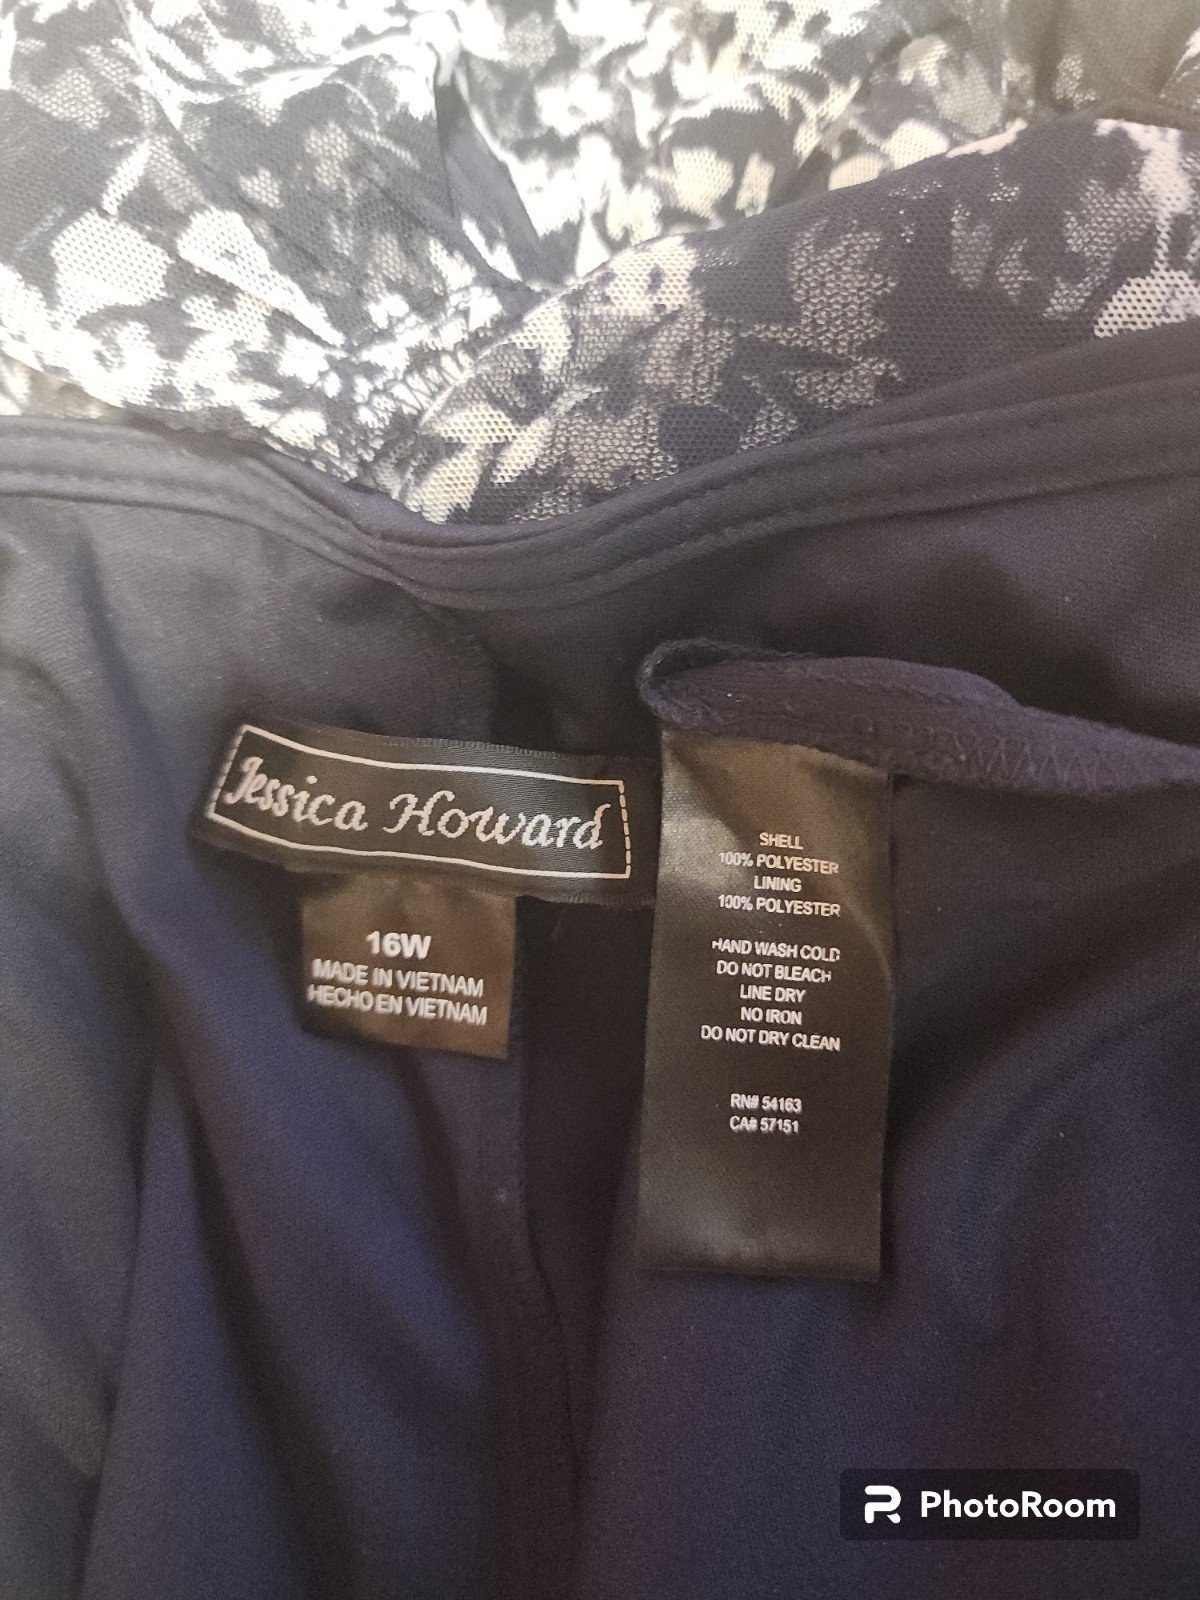 Jessica Howard
16W
MADE IN VIETNAM
HECHO EN VIETNAM
SHELL
100% POLYESTER
LINING
100% POLYESTER
HAND WASH COLD
DO NOT BLEACH
LINE DRY
NO IRON
DO NOT DRY CLEAN
RN# 54163
CA# 57151
PhotoRoom